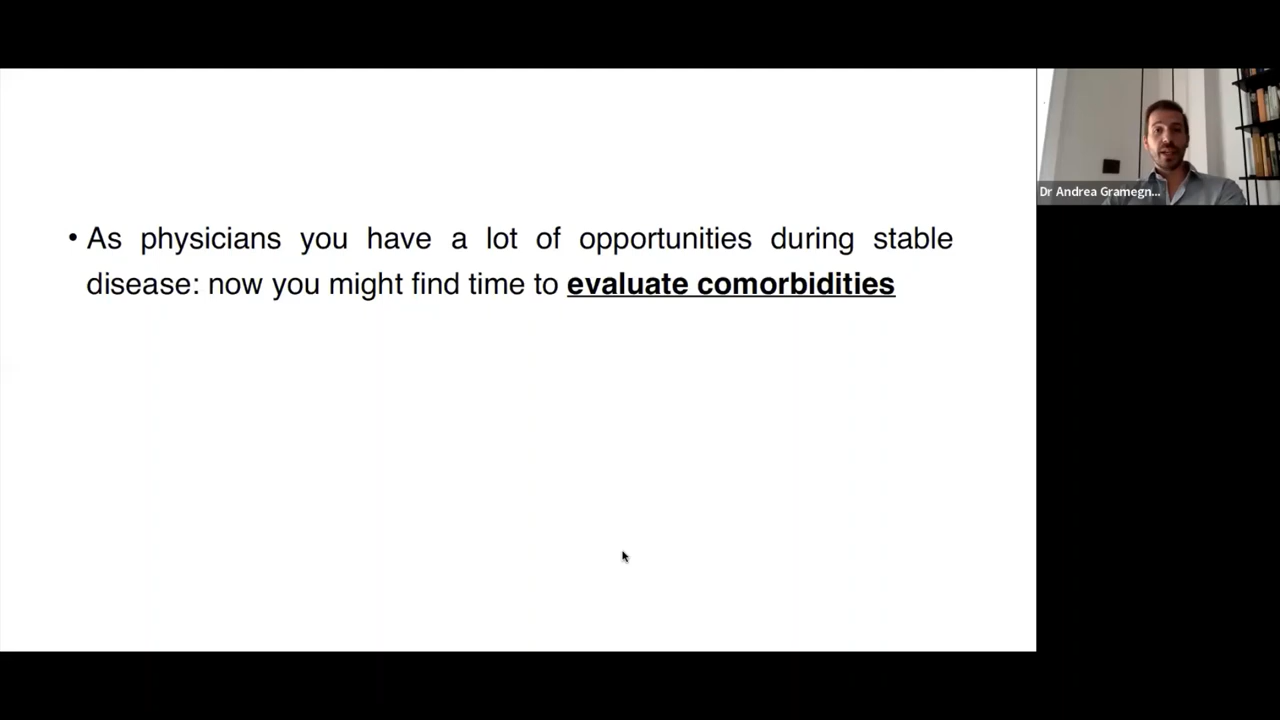 • As physicians you have a lot of opportunities during stable
disease: now you might find time to evaluate comorbidities
Dr Andrea Gramegn...